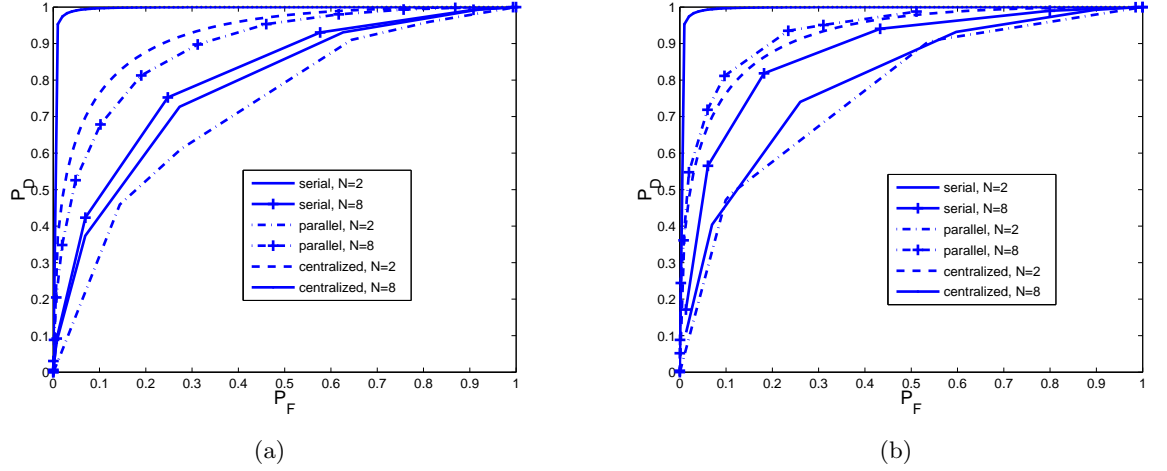 1
0.9
0.8
0.7
0.6
0.5
0.4
0.3
0.2
0.1
0
P_D
serial, N=2
serial, N=8
parallel, N=2
parallel, N=8
centralized, N=2
centralized, N=8
0 0.1 0.2 0.3 0.4 0.5 0.6 0.7 0.8 0.9 1
P_F
(a)
1
0.9
0.8
0.7
0.6
0.5
0.4
0.3
0.2
0.1
0
P_D
serial, N=2
serial, N=8
parallel, N=2
parallel, N=8
centralized, N=2
centralized, N=8
0 0.1 0.2 0.3 0.4 0.5 0.6 0.7 0.8 0.9 1
P_F
(b)